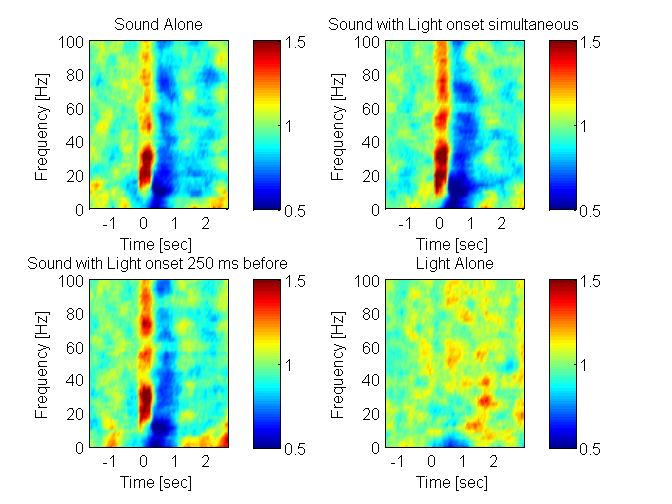 Sound Alone
Sound with Light onset simultaneous
100
80
60
40
20
0
Frequency [Hz]
-1 0 1 2
Time [sec]
1.5
1
0.5
100
80
60
40
20
0
Frequency [Hz]
-1 0 1 2
Time [sec]
1.5
1
0.5
Sound with Light onset 250 ms before
Light Alone
100
80
60
40
20
0
Frequency [Hz]
-1 0 1 2
Time [sec]
1.5
1
0.5
100
80
60
40
20
0
Frequency [Hz]
-1 0 1 2
Time [sec]
1.5
1
0.5